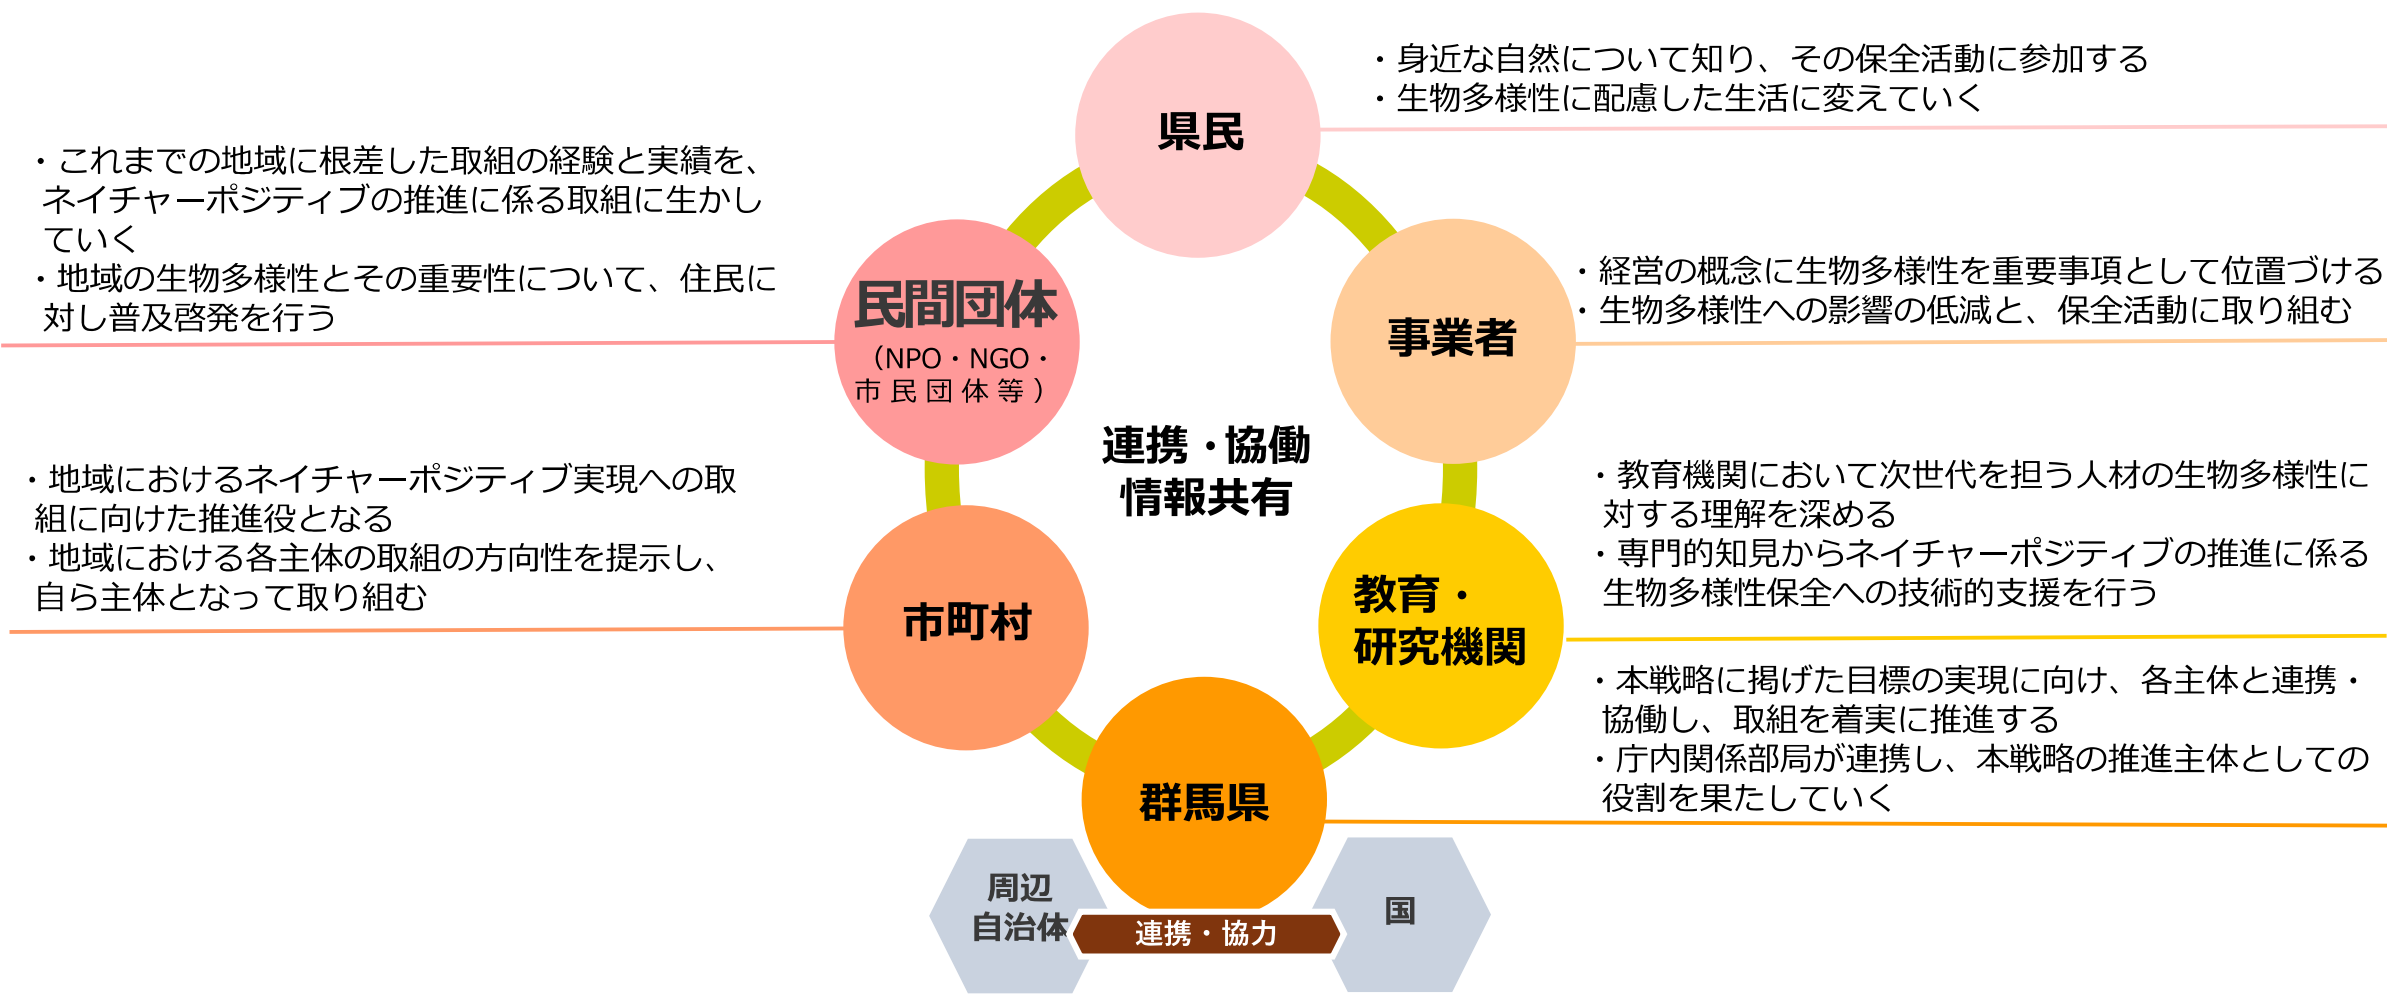 県民
・身近な自然について知り、その保全活動に参加する
・生物多様性に配慮した生活に変えていく
・これまでの地域に根差した取組の経験と実績を、
ネイチャーポジティブの推進に係る取組に生かし
ていく
・地域の生物多様性とその重要性について、住民に
対し普及啓発を行う
民間団体
（NPO・NGO・
市民団体等）
事業者
・経営の概念に生物多様性を重要事項として位置づける
・生物多様性への影響の低減と、保全活動に取り組む
連携・協働
情報共有
・地域におけるネイチャーポジティブ実現への取
組に向けた推進役となる
・地域における各主体の取組の方向性を提示し、
自ら主体となって取り組む
市町村
教育・
研究機関
・教育機関において次世代を担う人材の生物多様性に
対する理解を深める
・専門的知見からネイチャーポジティブの推進に係る
生物多様性保全への技術的支援を行う
群馬県
・本戦略に掲げた目標の実現に向け、各主体と連携・
協働し、取組を着実に推進する
・庁内関係部局が連携し、本戦略の推進主体としての
役割を果たしていく
周辺
自治体
連携・協力
国